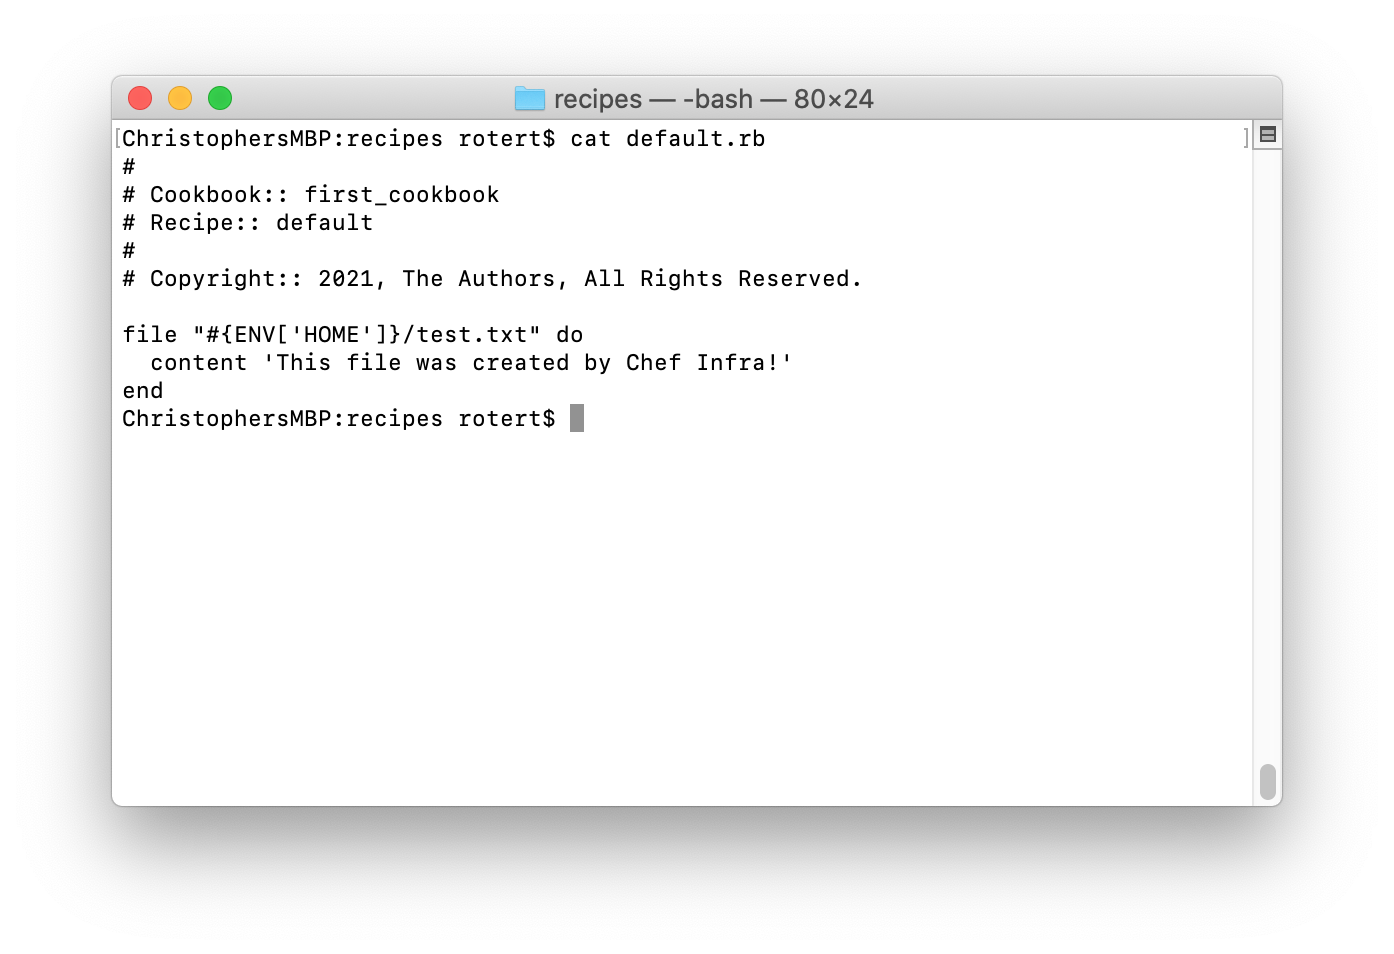 recipes — -bash — 80×24
[ChristophersMBP:recipes rotert$ cat default.rb ]
#
# Cookbook:: first_cookbook
# Recipe:: default
#
# Copyright:: 2021, The Authors, All Rights Reserved.

file "#{ENV['HOME']}/test.txt" do
  content 'This file was created by Chef Infra!'
end
ChristophersMBP:recipes rotert$